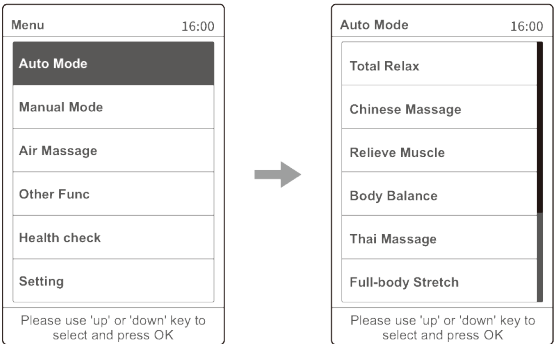 Menu 16:00
Auto Mode
Manual Mode
Air Massage
Other Func
Health check
Setting
Please use 'up' or 'down' key to
select and press OK
Auto Mode 16:00
Total Relax
Chinese Massage
Relieve Muscle
Body Balance
Thai Massage
Full-body Stretch
Please use 'up' or 'down' key to
select and press OK